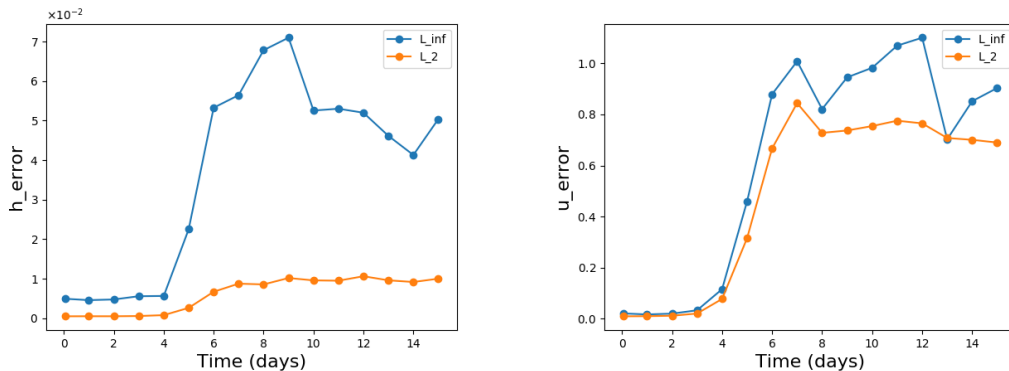 ×10⁻²
7
6
5
4
3
2
1
0
h_error
0 2 4 6 8 10 12 14
Time (days)
L_inf
L_2
1.0
0.8
0.6
0.4
0.2
0.0
u_error
0 2 4 6 8 10 12 14
Time (days)
L_inf
L_2